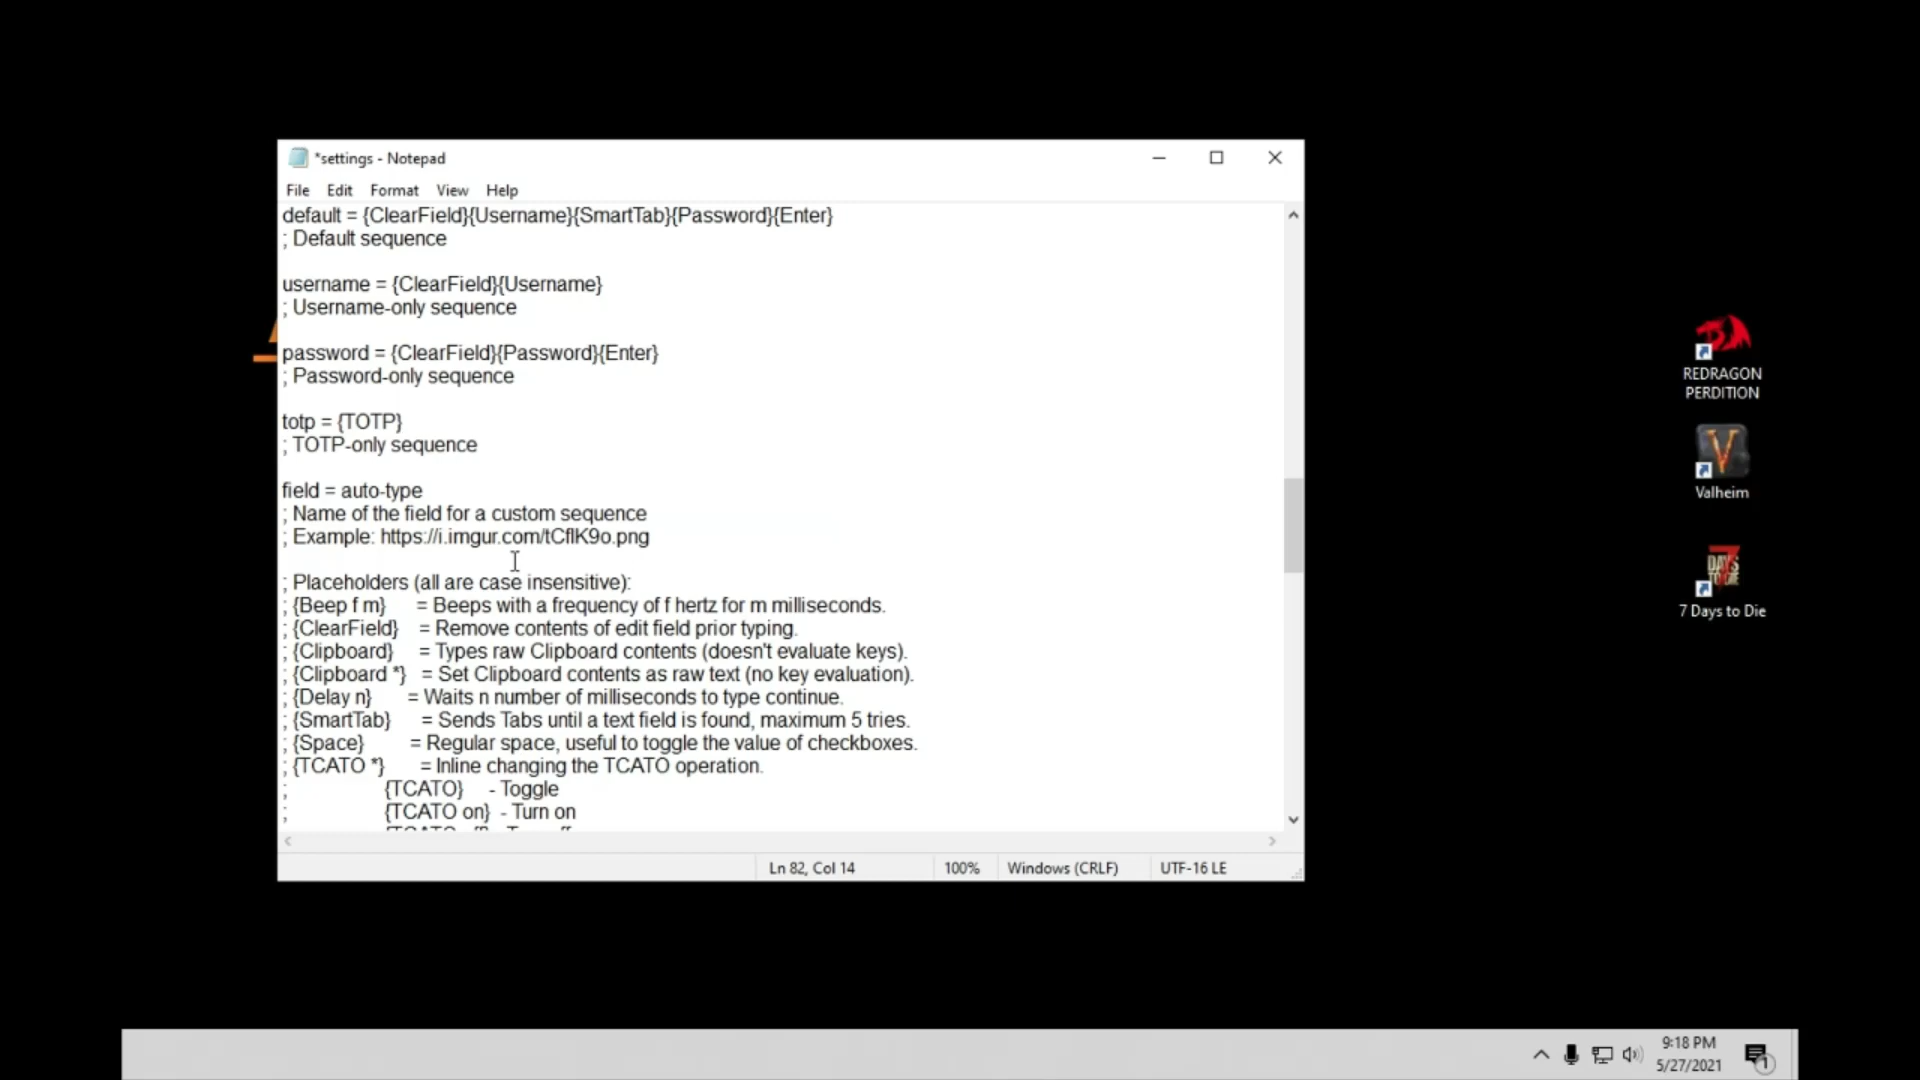 *settings - Notepad
File Edit Format View Help
default = {ClearField}{Username}{SmartTab}{Password}{Enter}
; Default sequence
username = {ClearField}{Username}
; Username-only sequence
password = {ClearField}{Password}{Enter}
; Password-only sequence
totp = {TOTP}
; TOTP-only sequence
field = auto-type
; Name of the field for a custom sequence
; Example: https://i.imgur.com/tCflK9o.png
; Placeholders (all are case insensitive):
; {Beep f m} = Beeps with a frequency of f hertz for m milliseconds.
; {ClearField} = Remove contents of edit field prior typing.
; {Clipboard} = Types raw Clipboard contents (doesn't evaluate keys).
; {Clipboard *} = Set Clipboard contents as raw text (no key evaluation).
; {Delay n} = Waits n number of milliseconds to type continue.
; {SmartTab} = Sends Tabs until a text field is found, maximum 5 tries.
; {Space} = Regular space, useful to toggle the value of checkboxes.
; {TCATO *} = Inline changing the TCATO operation.
; {TCATO} - Toggle
; {TCATO on} - Turn on
Ln 82, Col 14 100% Windows (CRLF) UTF-16 LE
REDRAGON
PERDITION
V
Valheim
7
DAYS
TO DIE
7 Days to Die
9:18 PM
5/27/2021
1